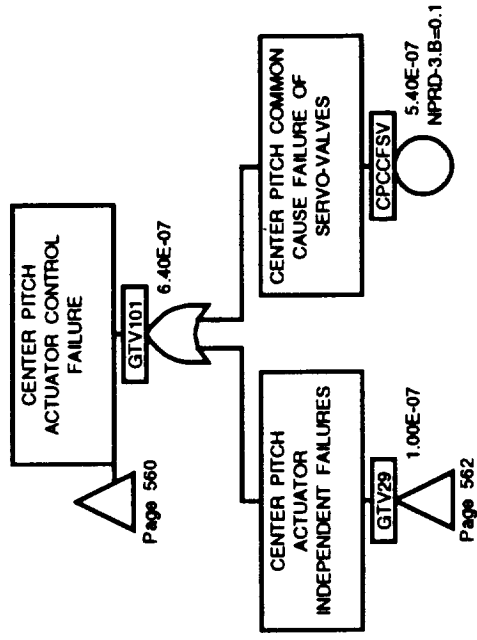 CENTER PITCH
ACTUATOR CONTROL
FAILURE
GTV101
6.40E-07
Page 560
CENTER PITCH
ACTUATOR
INDEPENDENT FAILURES
GTV29
1.00E-07
Page 562
CENTER PITCH COMMON
CAUSE FAILURE OF
SERVO-VALVES
CPCCFSV
5.40E-07
NPRD-3.B=0.1